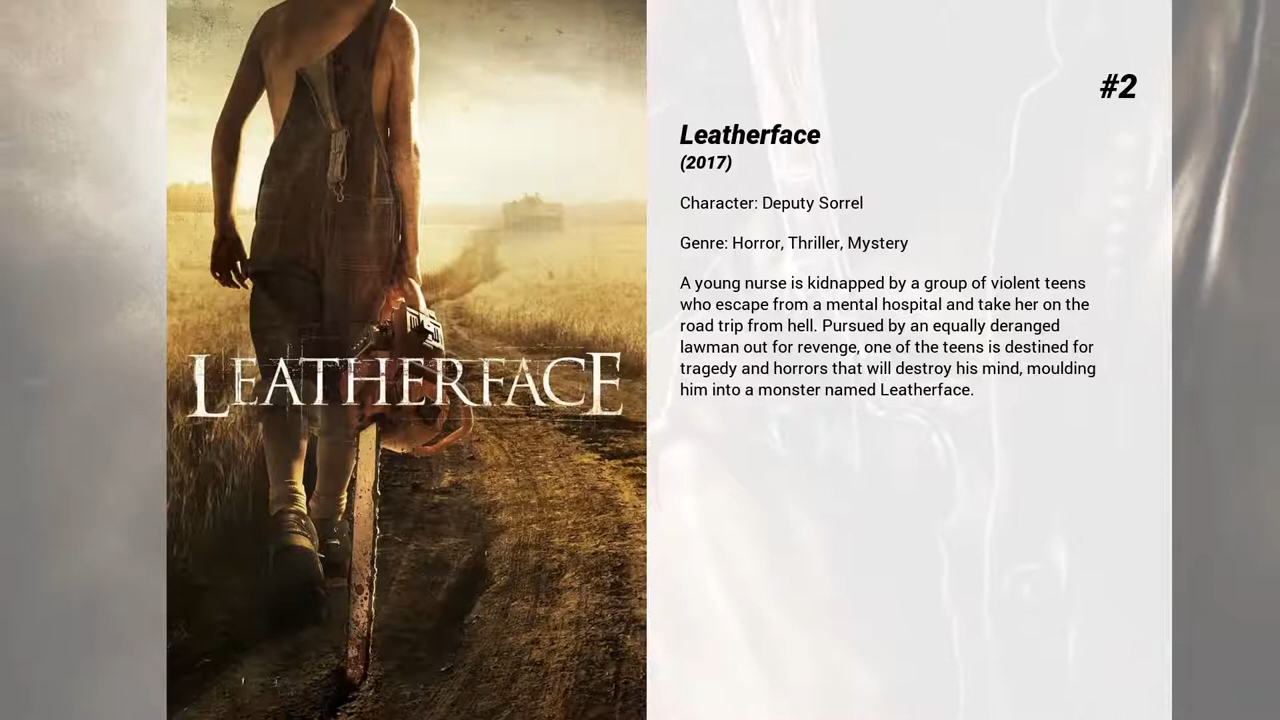 LEATHERFACE
#2
Leatherface
(2017)
Character: Deputy Sorrel
Genre: Horror, Thriller, Mystery
A young nurse is kidnapped by a group of violent teens
who escape from a mental hospital and take her on the
road trip from hell. Pursued by an equally deranged
lawman out for revenge, one of the teens is destined for
tragedy and horrors that will destroy his mind, moulding
him into a monster named Leatherface.